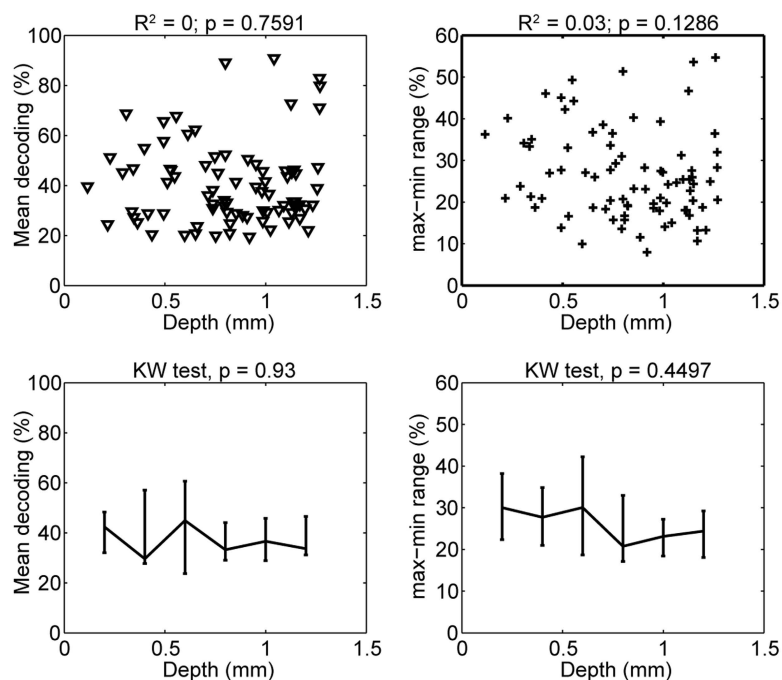 R² = 0; p = 0.7591
100
80
60
40
20
0
Mean decoding (%)
0 0.5 1 1.5
Depth (mm)
R² = 0.03; p = 0.1286
60
50
40
30
20
10
0
max−min range (%)
0 0.5 1 1.5
Depth (mm)
KW test, p = 0.93
100
80
60
40
20
0
Mean decoding (%)
0 0.5 1 1.5
Depth (mm)
KW test, p = 0.4497
60
50
40
30
20
10
0
max−min range (%)
0 0.5 1 1.5
Depth (mm)